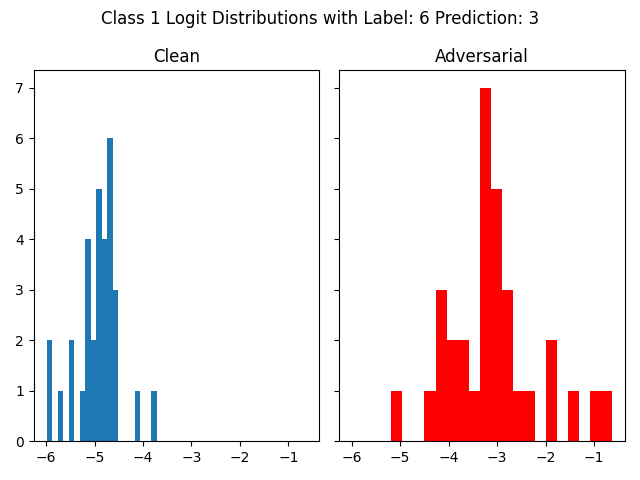 Class 1 Logit Distributions with Label: 6 Prediction: 3
Clean
Adversarial
7
6
5
4
3
2
1
0
−6 −5 −4 −3 −2 −1
−6 −5 −4 −3 −2 −1